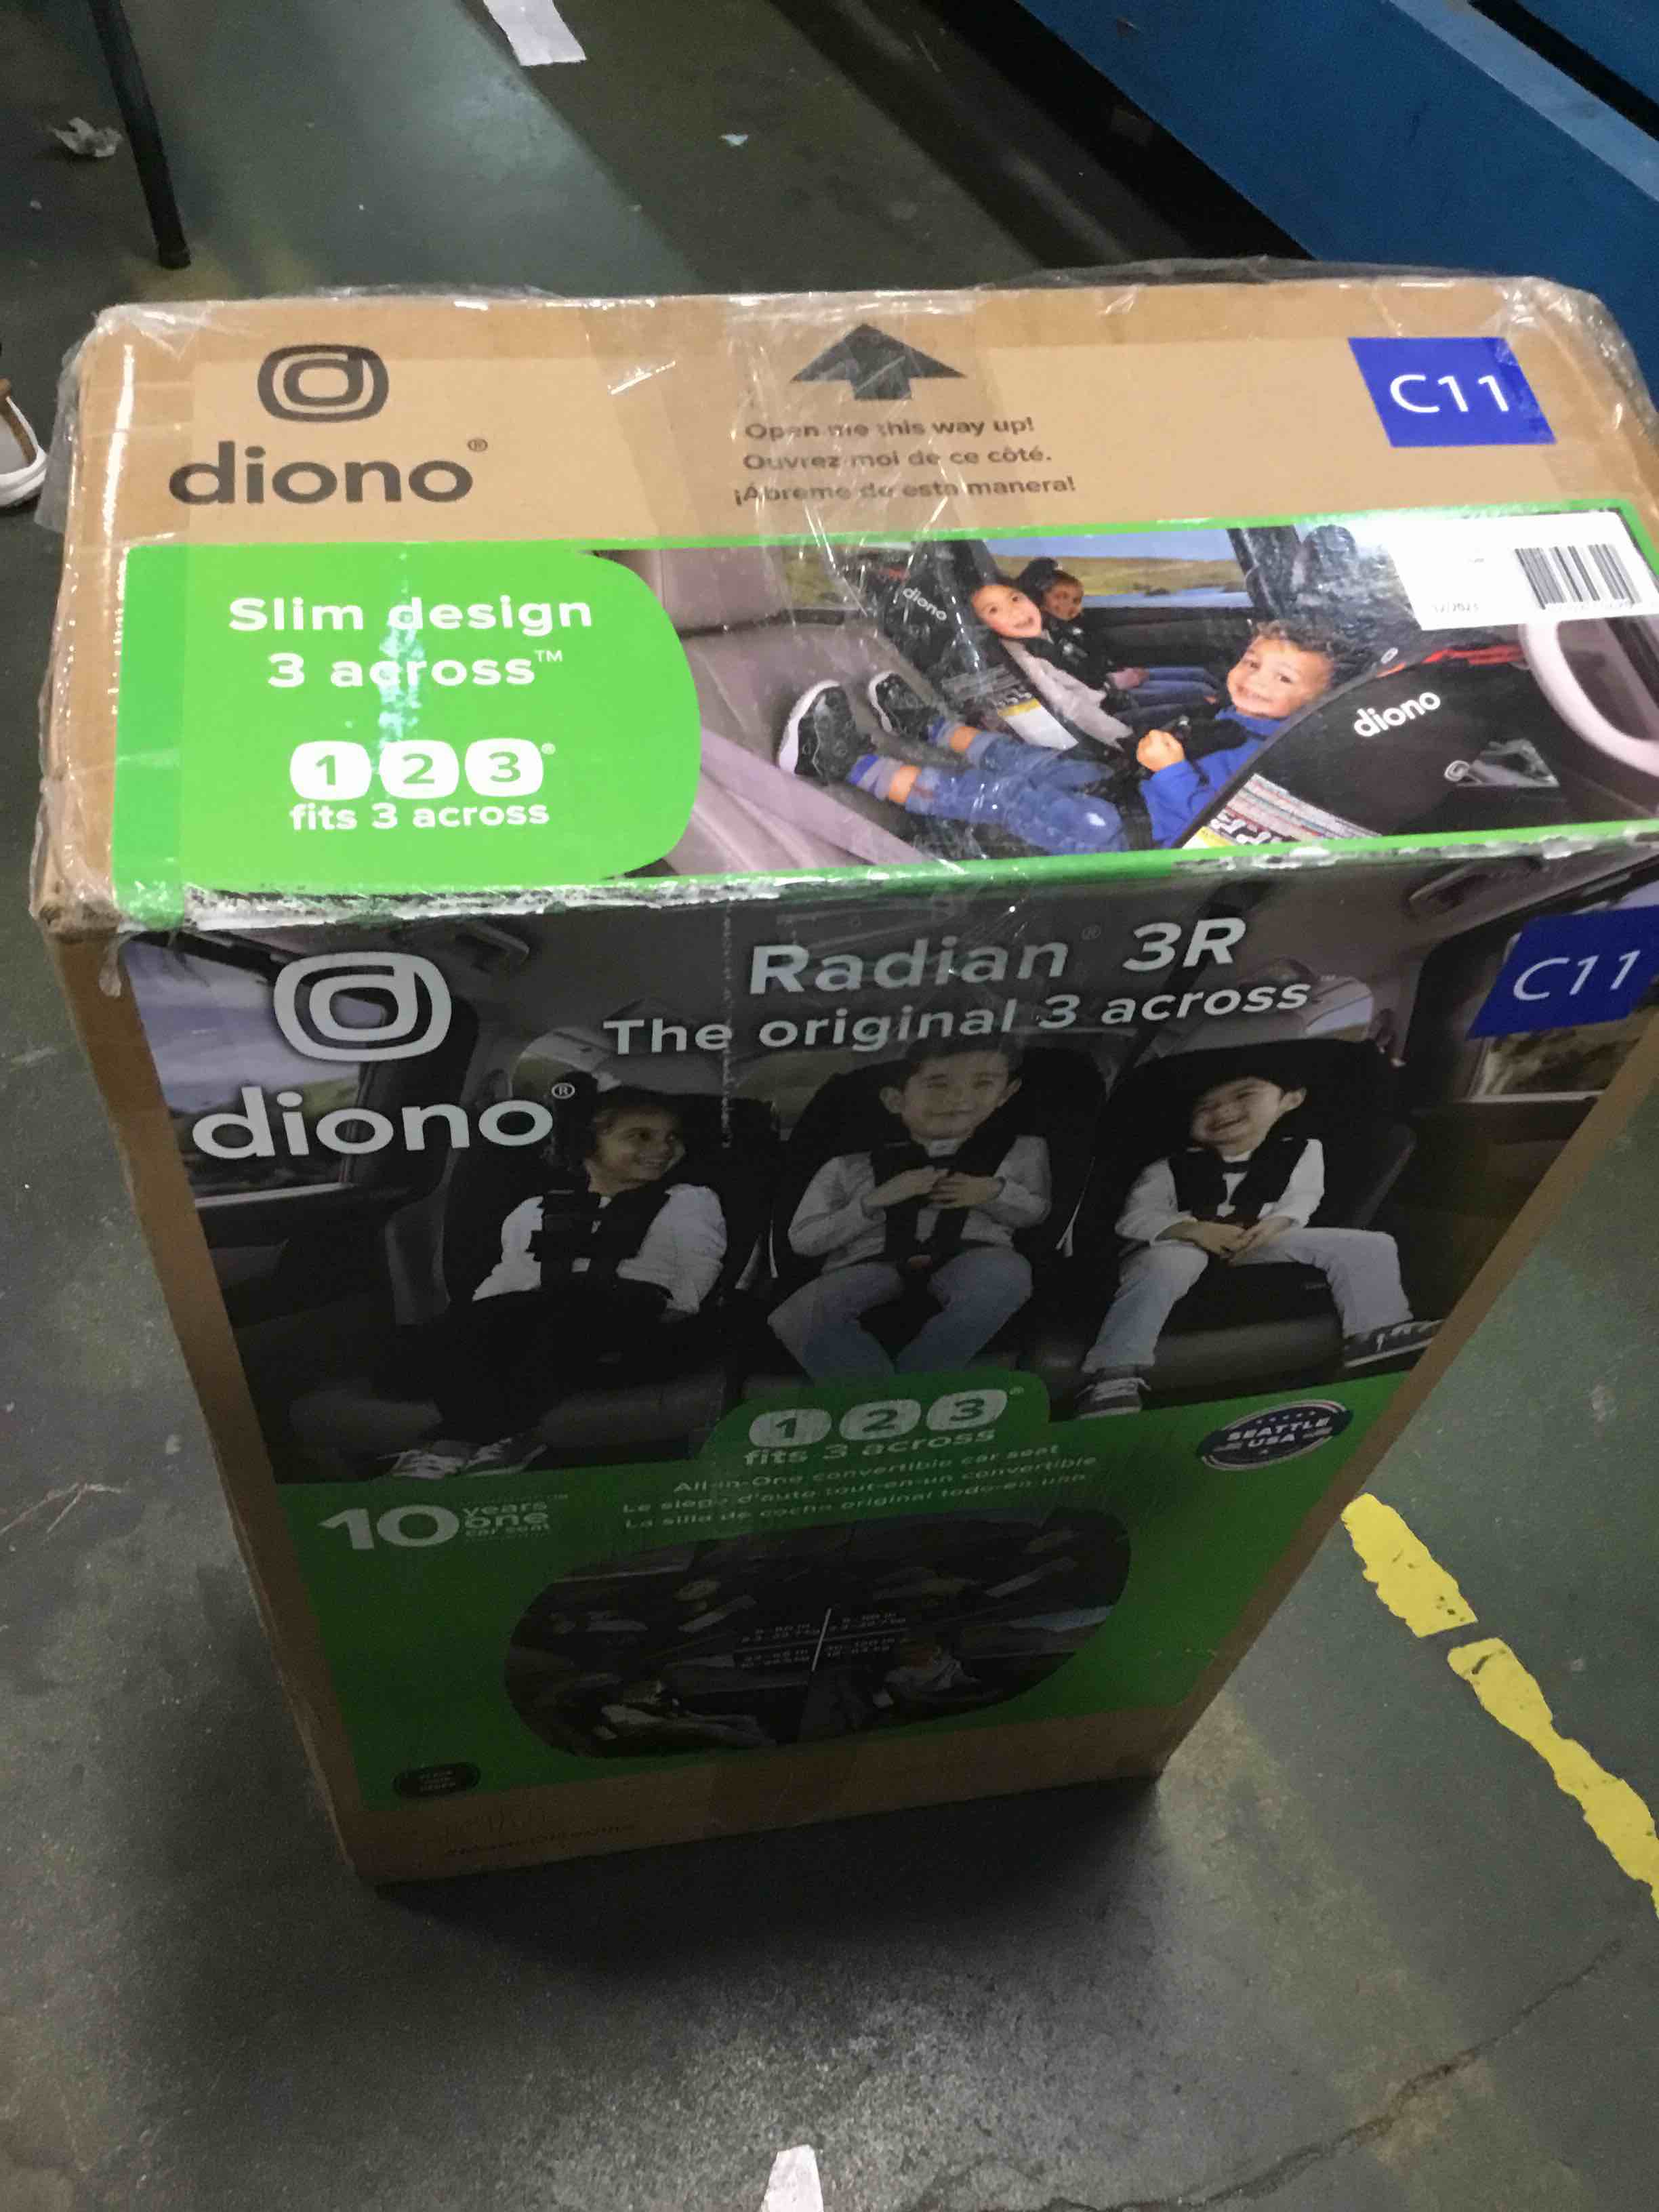 diono®
Open me this way up!
Ouvrez moi de ce côté.
¡Ábreme de esta manera!
C11
Slim design
3 across™
1 2 3®
fits 3 across
diono
diono
12/2021
diono®
Radian® 3R
The original 3 across™
C11
1 2 3®
fits 3 across
All-in-One convertible car seat
Le siège d'auto tout-en-un convertible
La silla de coche original todo-en-uno
SEATTLE
USA
10 years
one
car seat